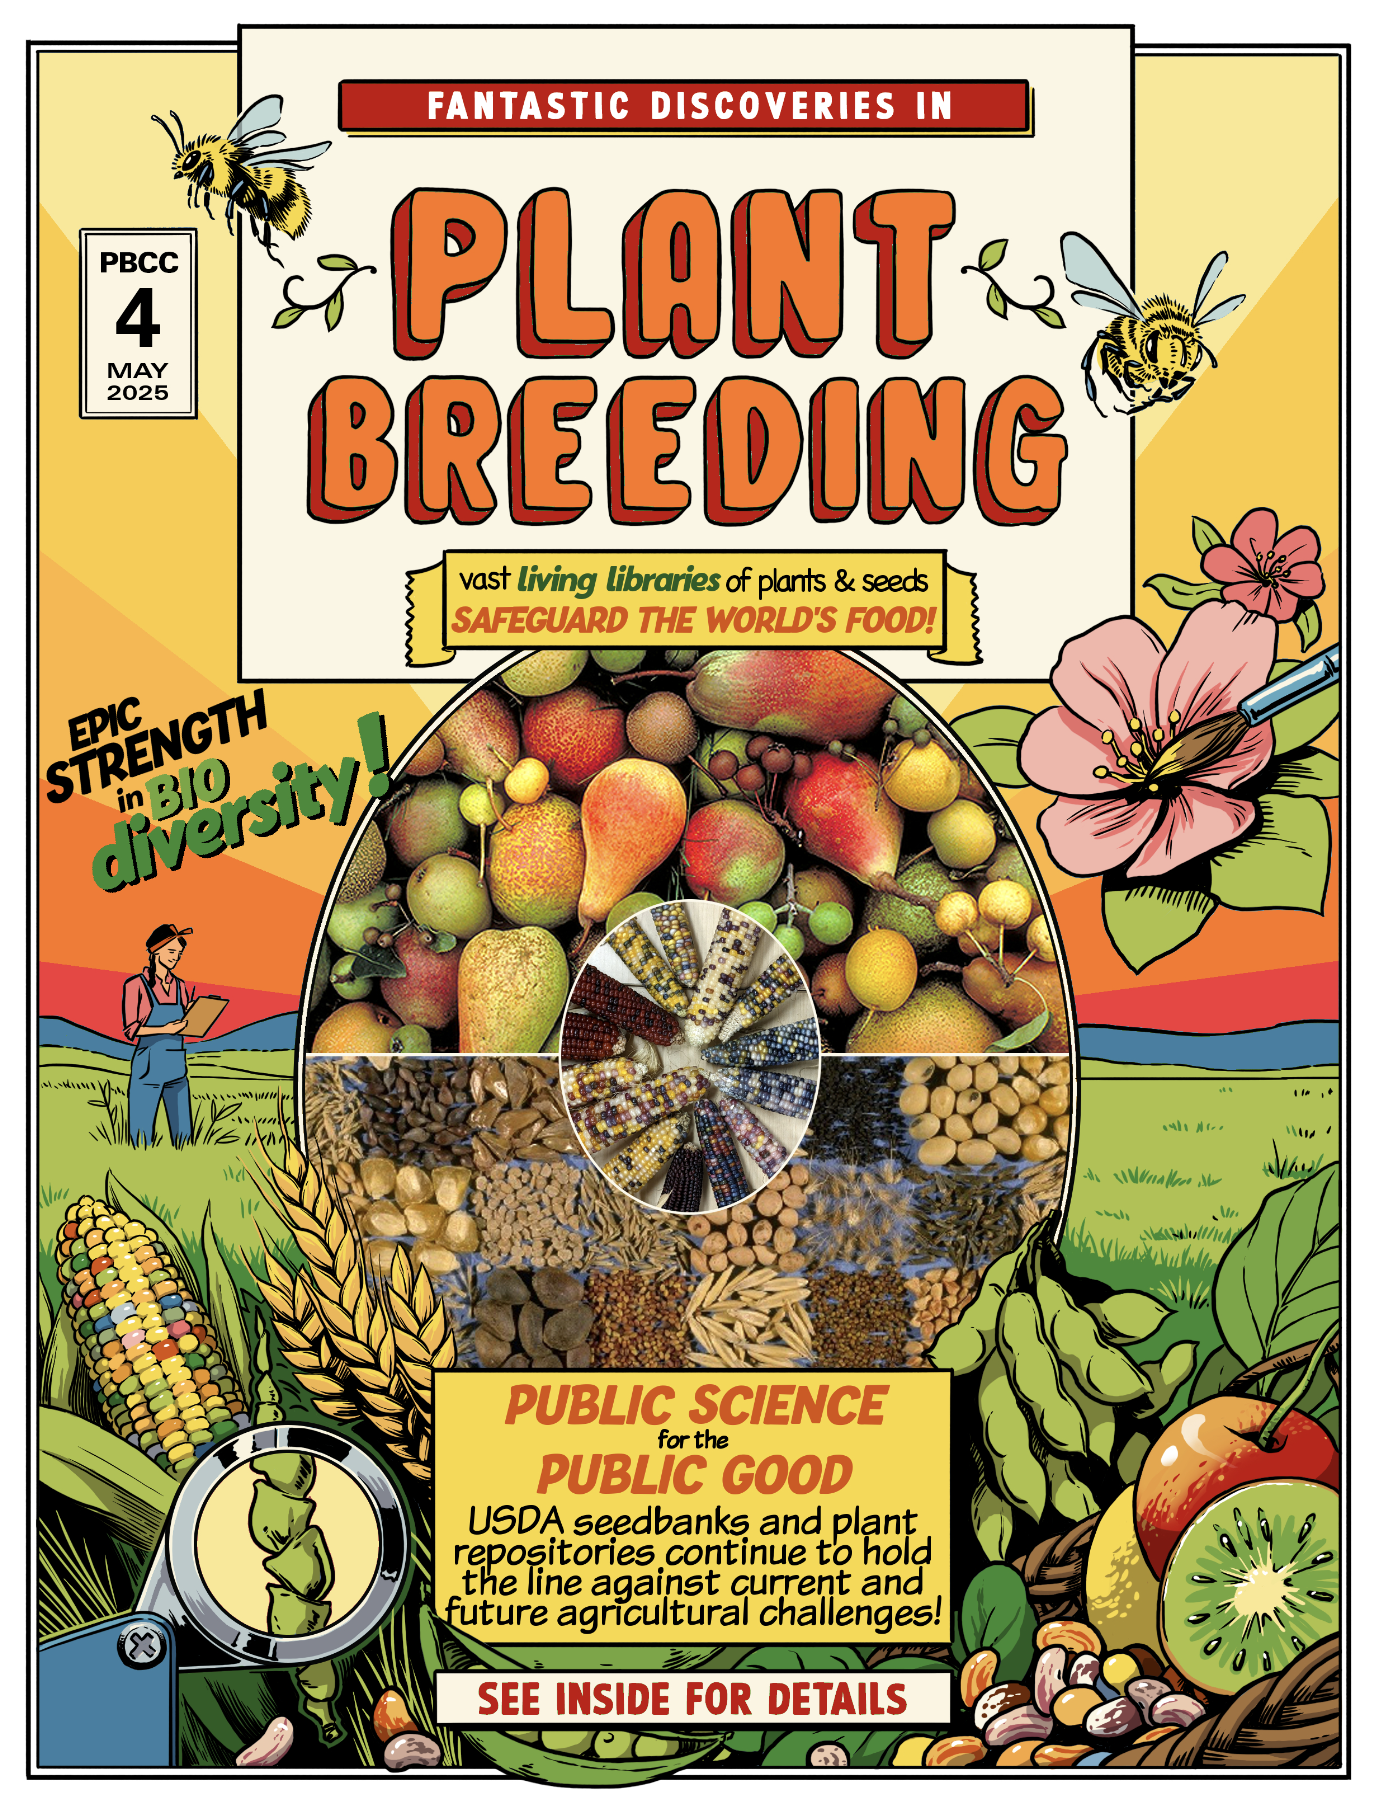 FANTASTIC DISCOVERIES IN
PLANT
BREEDING
PBCC
4
MAY
2025
vast living libraries of plants & seeds
SAFEGUARD THE WORLD'S FOOD!
EPIC
STRENGTH
in BIO
diversity!
PUBLIC SCIENCE
for the
PUBLIC GOOD
USDA seedbanks and plant
repositories continue to hold
the line against current and
future agricultural challenges!
SEE INSIDE FOR DETAILS